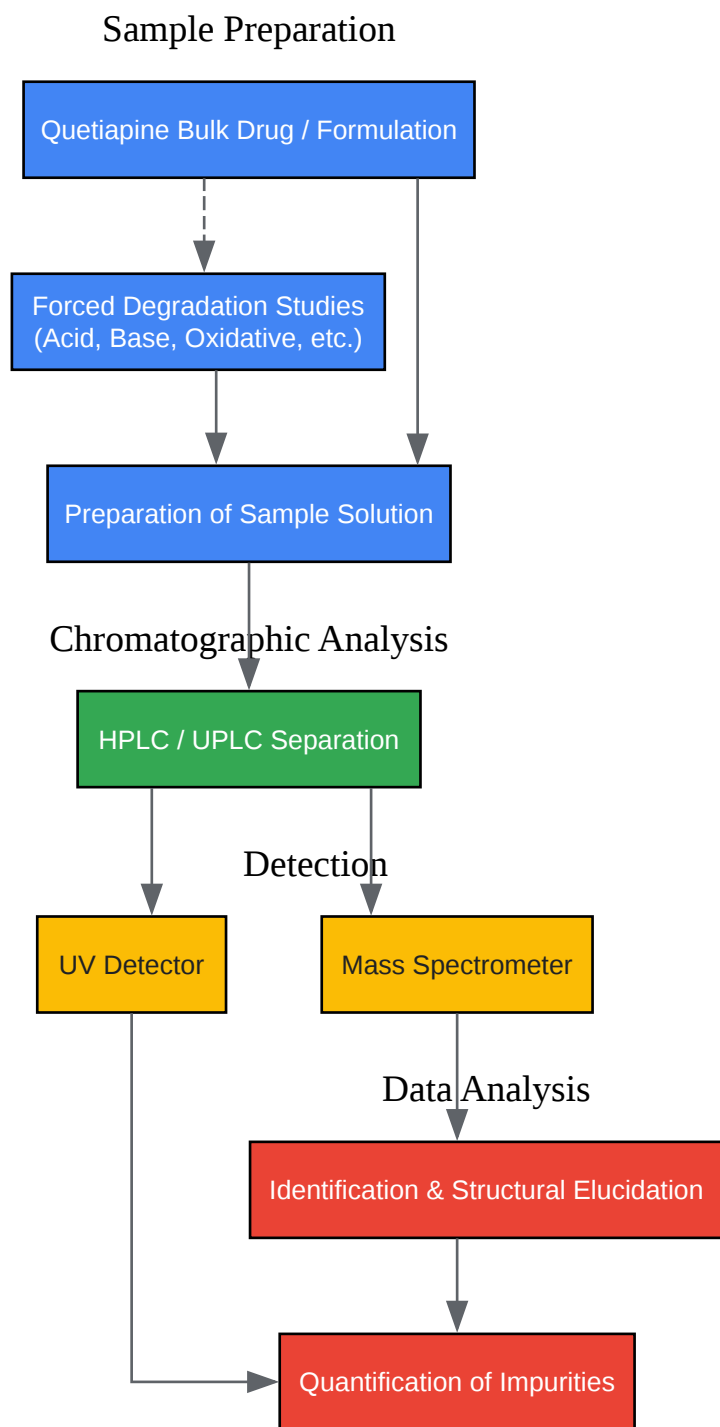 Sample Preparation
Quetiapine Bulk Drug / Formulation
Forced Degradation Studies
(Acid, Base, Oxidative, etc.)
Preparation of Sample Solution
Chromatographic Analysis
HPLC / UPLC Separation
Detection
UV Detector
Mass Spectrometer
Data Analysis
Identification & Structural Elucidation
Quantification of Impurities